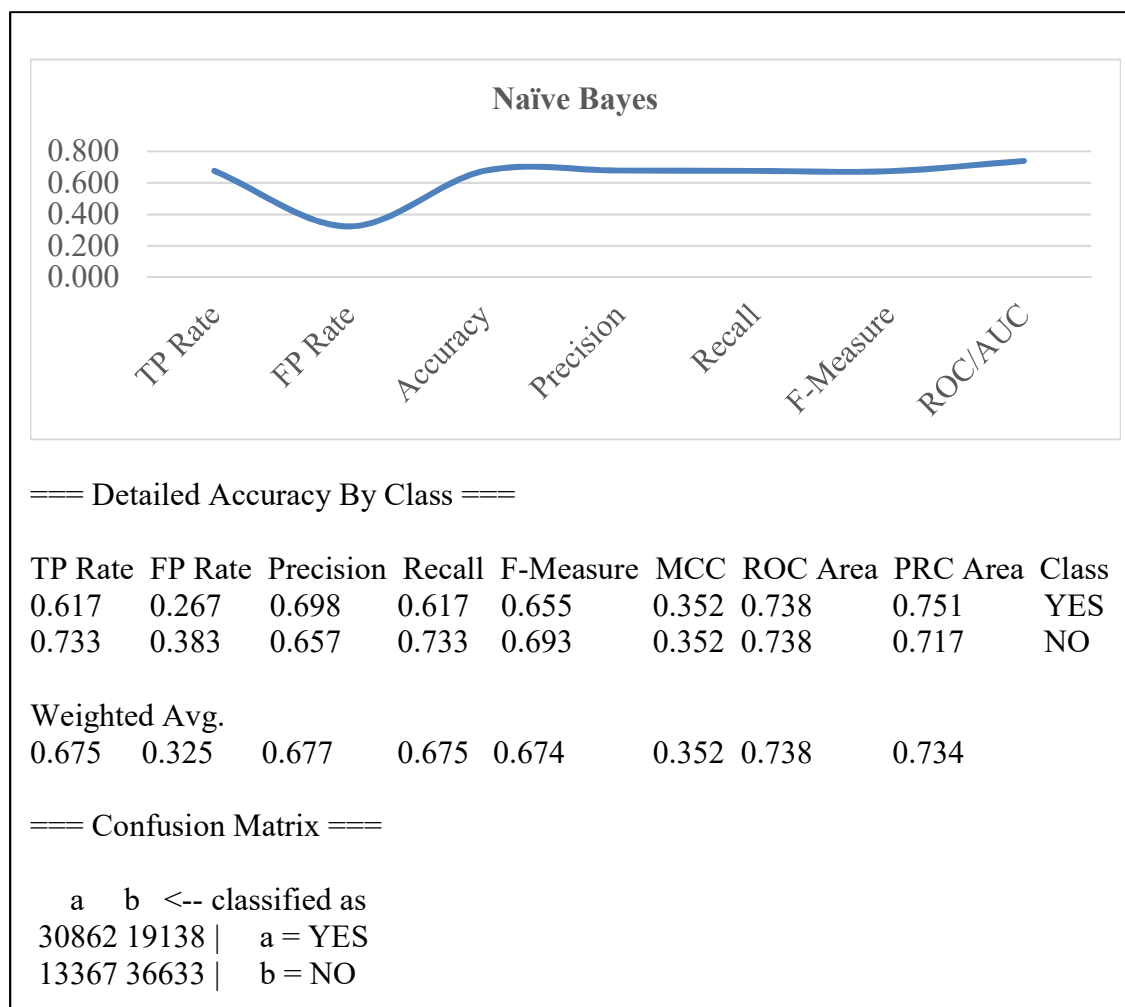 Naïve Bayes
0.800
0.600
0.400
0.200
0.000
TP Rate
FP Rate
Accuracy
Precision
Recall
F-Measure
ROC/AUC
=== Detailed Accuracy By Class ===
TP Rate FP Rate Precision Recall F-Measure MCC ROC Area PRC Area Class
0.617 0.267 0.698 0.617 0.655 0.352 0.738 0.751 YES
0.733 0.383 0.657 0.733 0.693 0.352 0.738 0.717 NO
Weighted Avg.
0.675 0.325 0.677 0.675 0.674 0.352 0.738 0.734
=== Confusion Matrix ===
a b <-- classified as
30862 19138 | a = YES
13367 36633 | b = NO